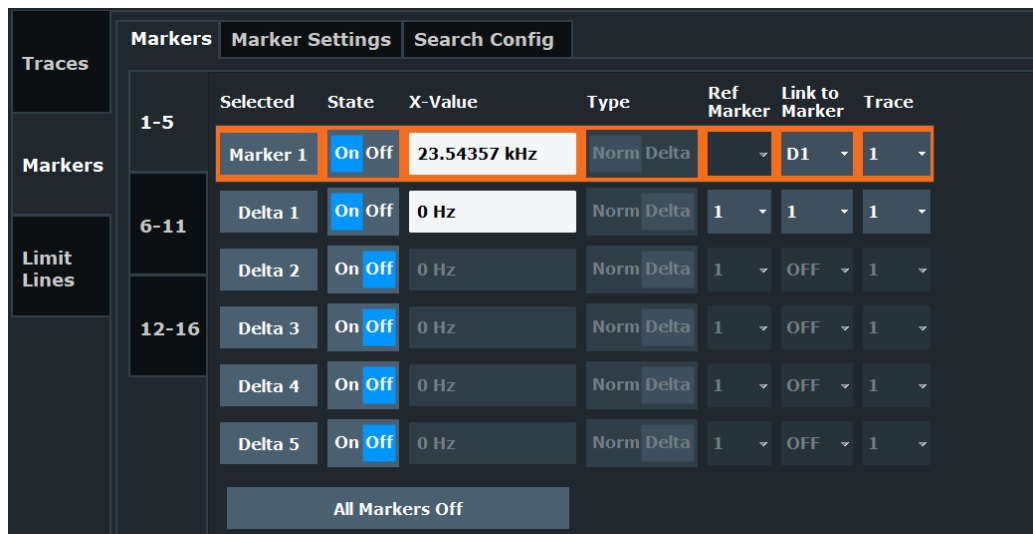 Traces
Markers
Limit
Lines
Markers Marker Settings Search Config
1-5
6-11
12-16
Selected State X-Value Type Ref Marker Link to Marker Trace
Marker 1 On Off 23.54357 kHz Norm Delta D1 1
Delta 1 On Off 0 Hz Norm Delta 1 1 1
Delta 2 On Off 0 Hz Norm Delta 1 OFF 1
Delta 3 On Off 0 Hz Norm Delta 1 OFF 1
Delta 4 On Off 0 Hz Norm Delta 1 OFF 1
Delta 5 On Off 0 Hz Norm Delta 1 OFF 1
All Markers Off